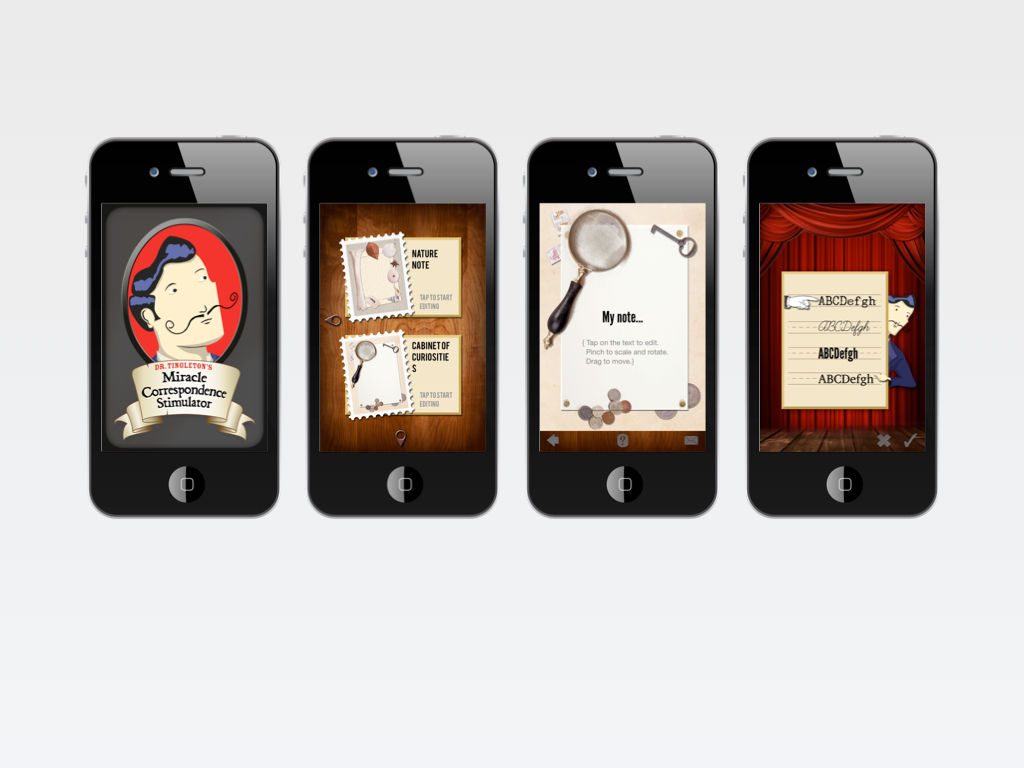 DR. TINGLETON'S
Miracle
Correspondence
Stimulator
NATURE
NOTE
TAP TO START
EDITING
CABINET OF
CURIOSITIE
S
TAP TO START
EDITING
My note...
{ Tap on the text to edit.
Pinch to scale and rotate.
Drag to move.}
?
ABCDefgh
ABCDefgh
ABCDefgh
ABCDefgh